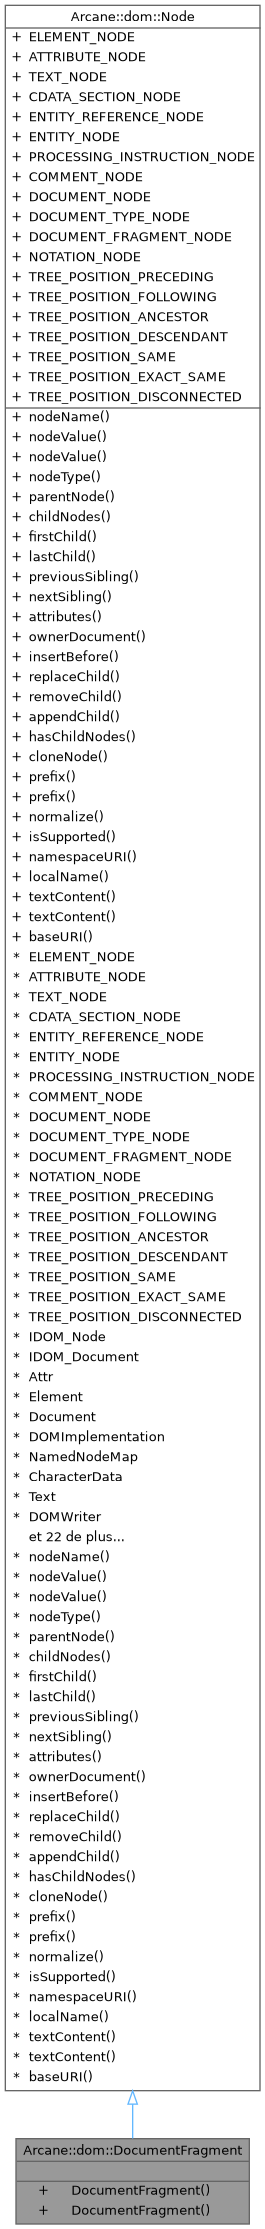 Arcane::dom::Node
+ ELEMENT_NODE
+ ATTRIBUTE_NODE
+ TEXT_NODE
+ CDATA_SECTION_NODE
+ ENTITY_REFERENCE_NODE
+ ENTITY_NODE
+ PROCESSING_INSTRUCTION_NODE
+ COMMENT_NODE
+ DOCUMENT_NODE
+ DOCUMENT_TYPE_NODE
+ DOCUMENT_FRAGMENT_NODE
+ NOTATION_NODE
+ TREE_POSITION_PRECEDING
+ TREE_POSITION_FOLLOWING
+ TREE_POSITION_ANCESTOR
+ TREE_POSITION_DESCENDANT
+ TREE_POSITION_SAME
+ TREE_POSITION_EXACT_SAME
+ TREE_POSITION_DISCONNECTED
+ nodeName()
+ nodeValue()
+ nodeValue()
+ nodeType()
+ parentNode()
+ childNodes()
+ firstChild()
+ lastChild()
+ previousSibling()
+ nextSibling()
+ attributes()
+ ownerDocument()
+ insertBefore()
+ replaceChild()
+ removeChild()
+ appendChild()
+ hasChildNodes()
+ cloneNode()
+ prefix()
+ prefix()
+ normalize()
+ isSupported()
+ namespaceURI()
+ localName()
+ textContent()
+ textContent()
+ baseURI()
* ELEMENT_NODE
* ATTRIBUTE_NODE
* TEXT_NODE
* CDATA_SECTION_NODE
* ENTITY_REFERENCE_NODE
* ENTITY_NODE
* PROCESSING_INSTRUCTION_NODE
* COMMENT_NODE
* DOCUMENT_NODE
* DOCUMENT_TYPE_NODE
* DOCUMENT_FRAGMENT_NODE
* NOTATION_NODE
* TREE_POSITION_PRECEDING
* TREE_POSITION_FOLLOWING
* TREE_POSITION_ANCESTOR
* TREE_POSITION_DESCENDANT
* TREE_POSITION_SAME
* TREE_POSITION_EXACT_SAME
* TREE_POSITION_DISCONNECTED
* IDOM_Node
* IDOM_Document
* Attr
* Element
* Document
* DOMImplementation
* NamedNodeMap
* CharacterData
* Text
* DOMWriter
et 22 de plus...
* nodeName()
* nodeValue()
* nodeValue()
* nodeType()
* parentNode()
* childNodes()
* firstChild()
* lastChild()
* previousSibling()
* nextSibling()
* attributes()
* ownerDocument()
* insertBefore()
* replaceChild()
* removeChild()
* appendChild()
* hasChildNodes()
* cloneNode()
* prefix()
* prefix()
* normalize()
* isSupported()
* namespaceURI()
* localName()
* textContent()
* textContent()
* baseURI()
Arcane::dom::DocumentFragment
+ DocumentFragment()
+ DocumentFragment()